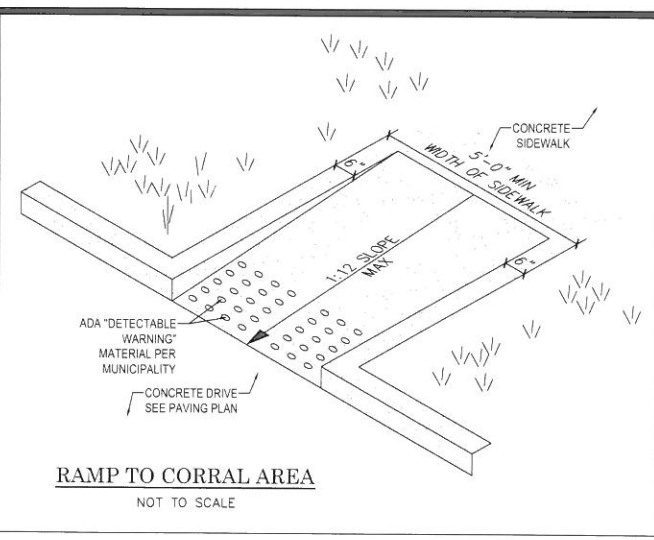 CONCRETE
SIDEWALK
5'-0" MIN
WIDTH OF SIDEWALK
6"
1:12 SLOPE
MAX
6"
ADA "DETECTABLE
WARNING"
MATERIAL PER
MUNICIPALITY
CONCRETE DRIVE
SEE PAVING PLAN
RAMP TO CORRAL AREA
NOT TO SCALE